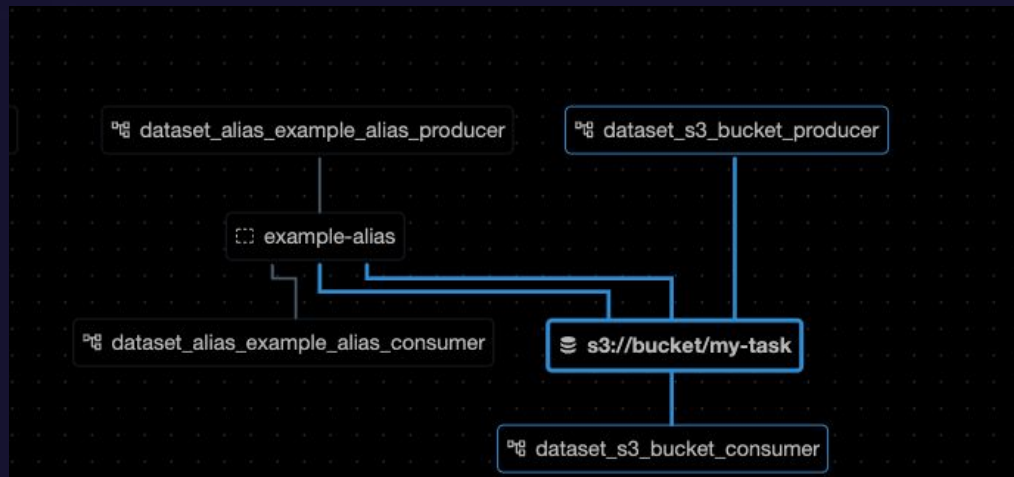 dataset_alias_example_alias_producer
dataset_s3_bucket_producer
example-alias
dataset_alias_example_alias_consumer
s3://bucket/my-task
dataset_s3_bucket_consumer